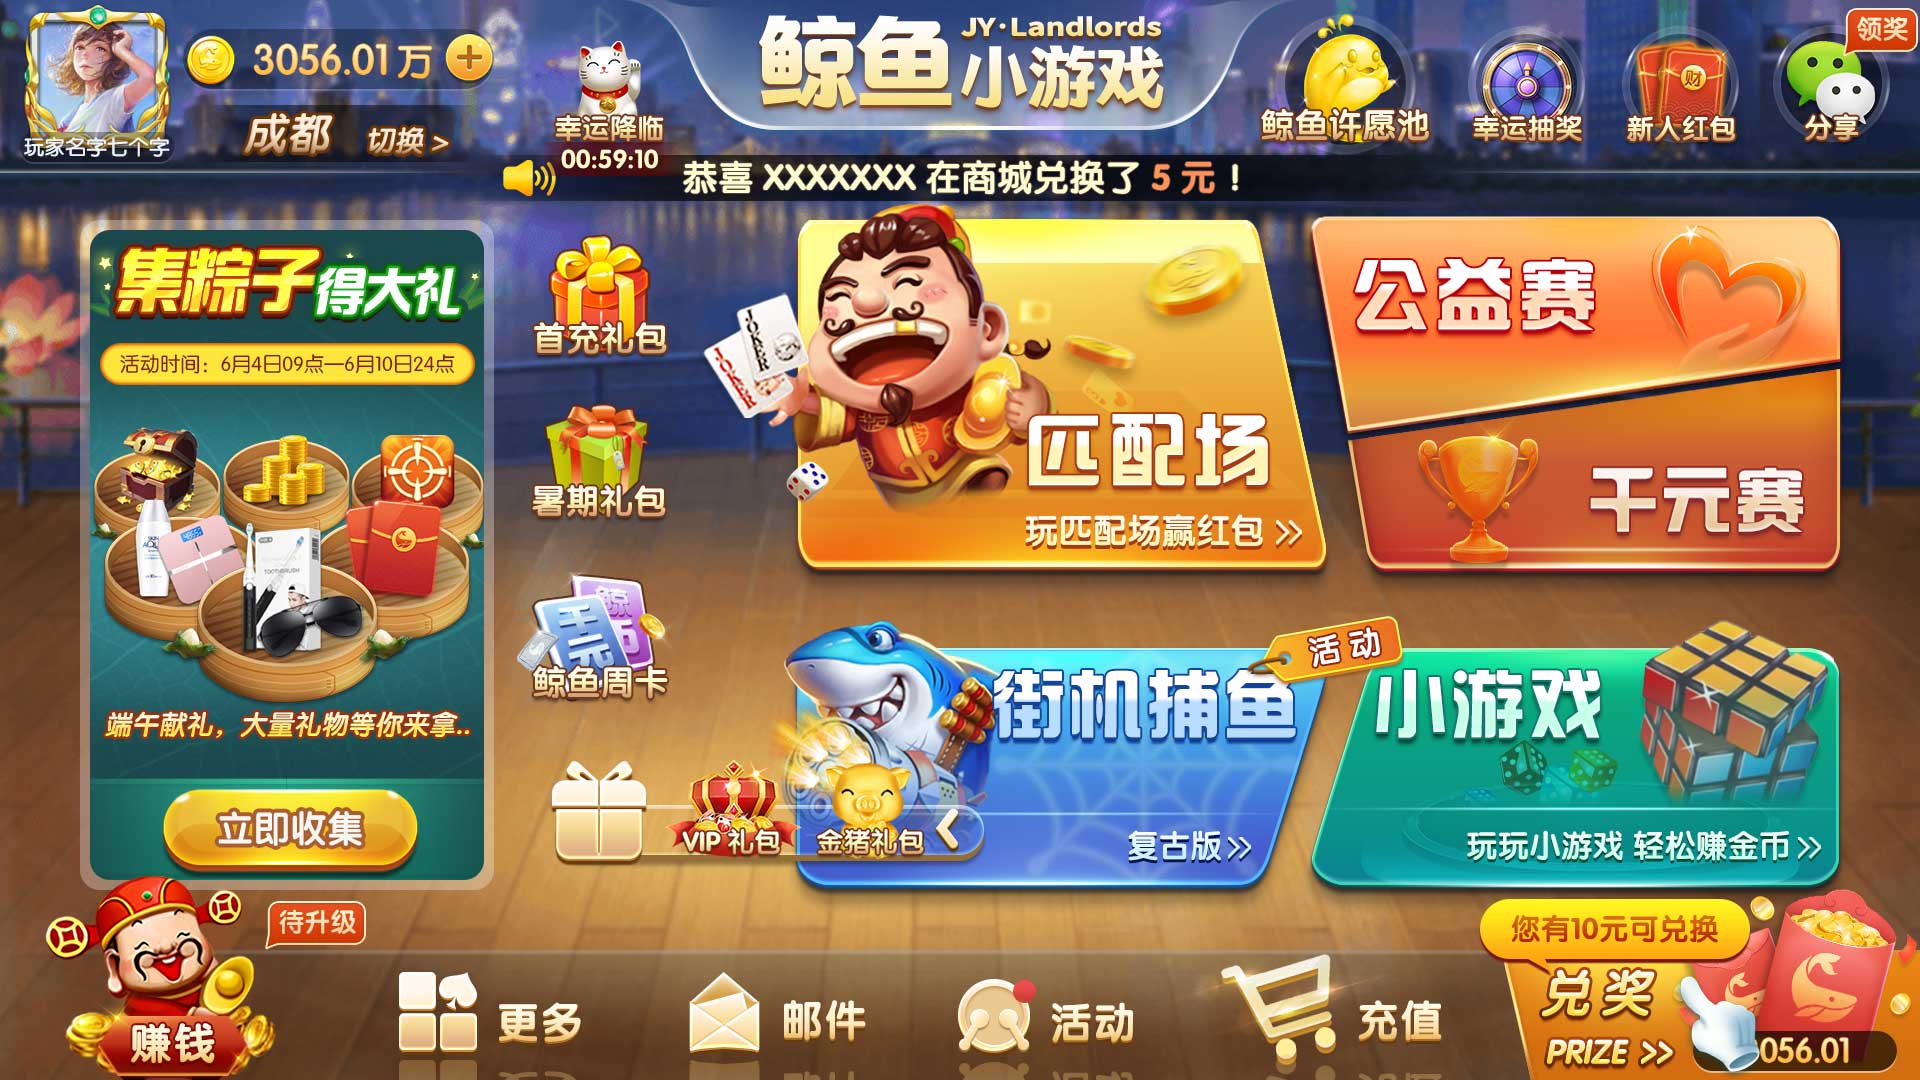 玩家名字七个字
3056.01万
成都 切换 >
幸运降临
00:59:10
鲸鱼
JY·Landlords
小游戏
鲸鱼许愿池
幸运抽奖
新人红包
分享
领奖
恭喜 XXXXXXX 在商城兑换了 5 元 !
集粽子得大礼
活动时间：6月4日09点—6月10日24点
端午献礼，大量礼物等你来拿..
立即收集
首充礼包
暑期礼包
鲸鱼周卡
VIP 礼包
金猪礼包
JOKER
JOKER
匹配场
玩匹配场赢红包 >>
公益赛
千元赛
街机捕鱼
复古版 >>
活动
小游戏
玩玩小游戏 轻松赚金币 >>
待升级
赚钱
更多
邮件
活动
充值
您有10元可兑换
兑奖
PRIZE >>
056.01